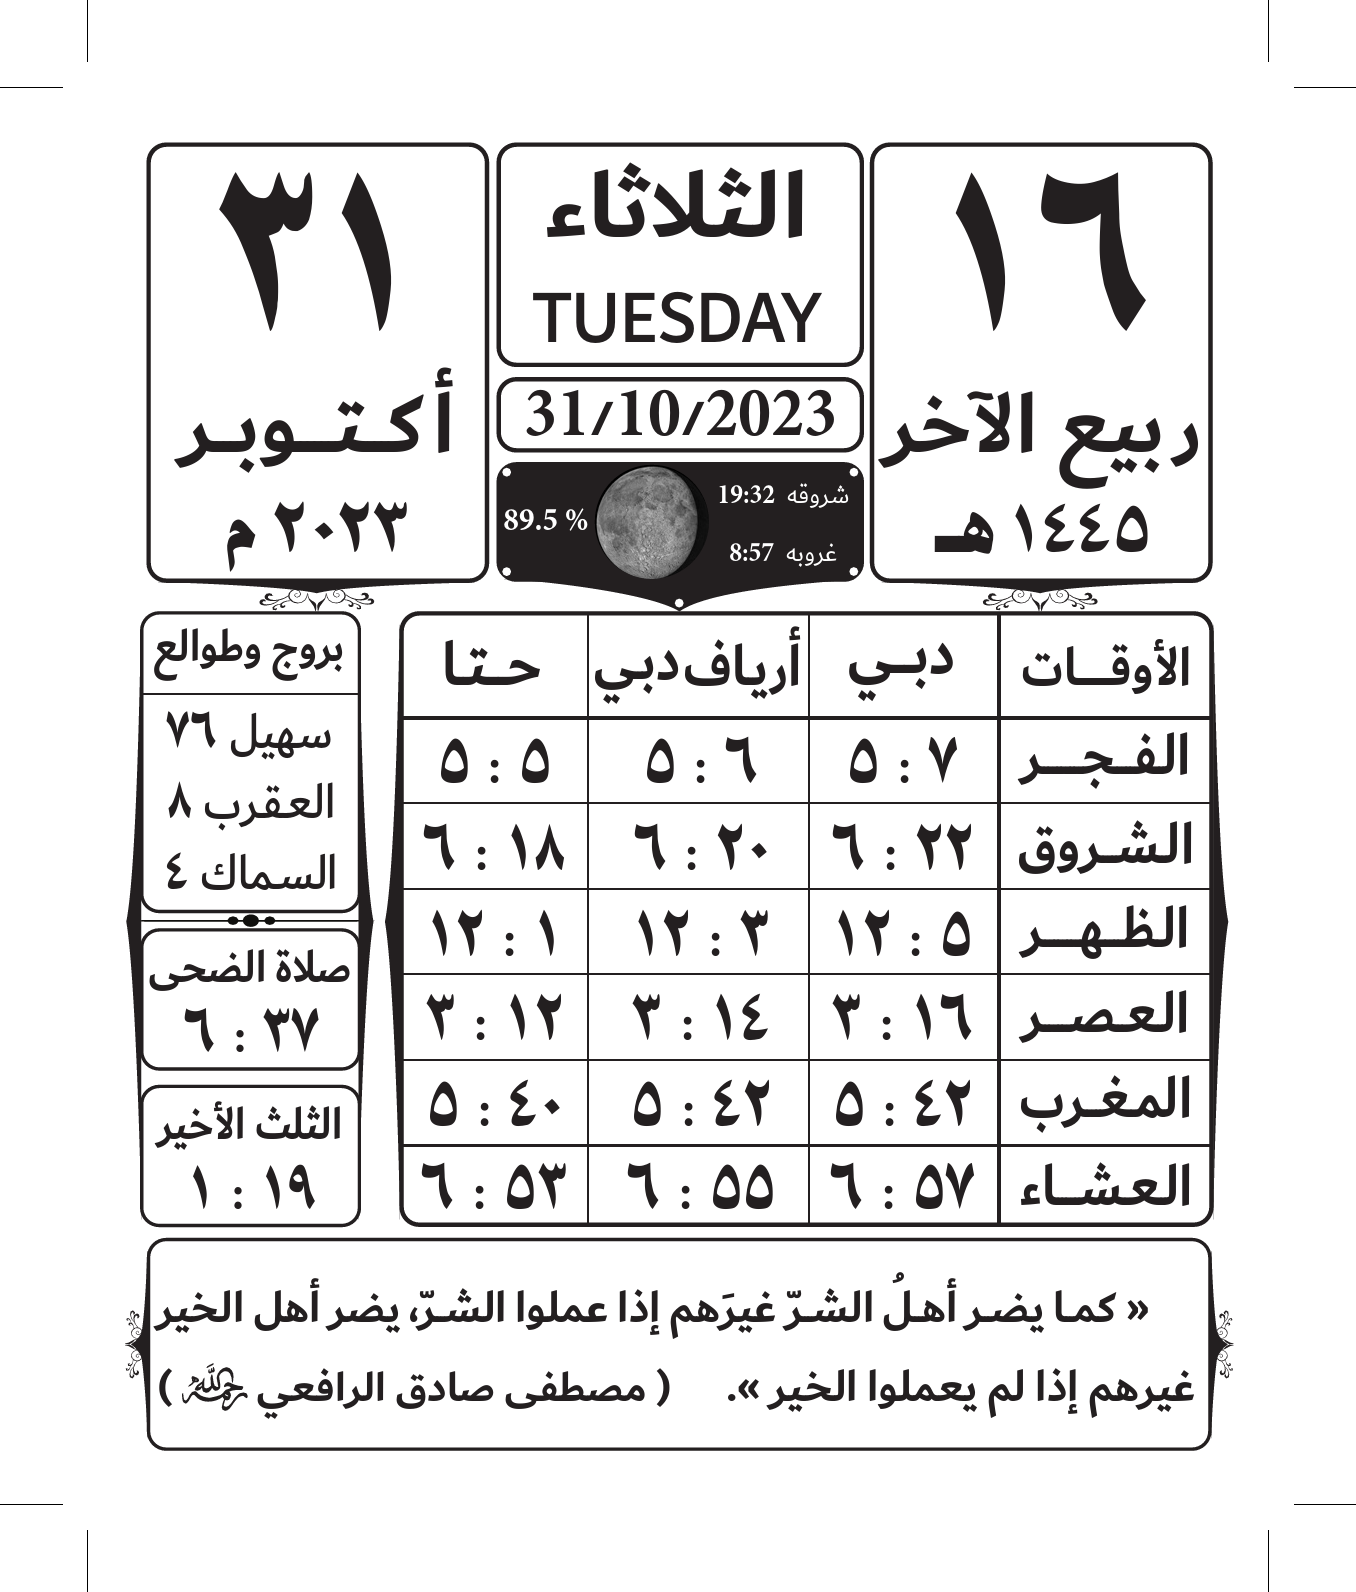 ١٦
ربيع الآخر
١٤٤٥ هـ
الثلاثاء
TUESDAY
31/10/2023
شروقه 19:32
غروبه 8:57
89.5 %
٣١
أكتوبر
٢٠٢٣ م
الأوقات دبي أرياف دبي حتا
الفجر ٧ : ٥ ٦ : ٥ ٥ : ٥
الشروق ٢٢ : ٦ ٢٠ : ٦ ١٨ : ٦
الظهر ٥ : ١٢ ٣ : ١٢ ١ : ١٢
العصر ١٦ : ٣ ١٤ : ٣ ١٢ : ٣
المغرب ٤٢ : ٥ ٤٢ : ٥ ٤٠ : ٥
العشاء ٥٧ : ٦ ٥٥ : ٦ ٥٣ : ٦
بروج وطوالع
سهيل ٧٦
العقرب ٨
السماك ٤
صلاة الضحى
٣٧ : ٦
الثلث الأخير
١٩ : ١
« كما يضر أهلُ الشرّ غيرَهم إذا عملوا الشرّ، يضر أهل الخير
غيرهم إذا لم يعملوا الخير ». ( مصطفى صادق الرافعي رحمه الله )